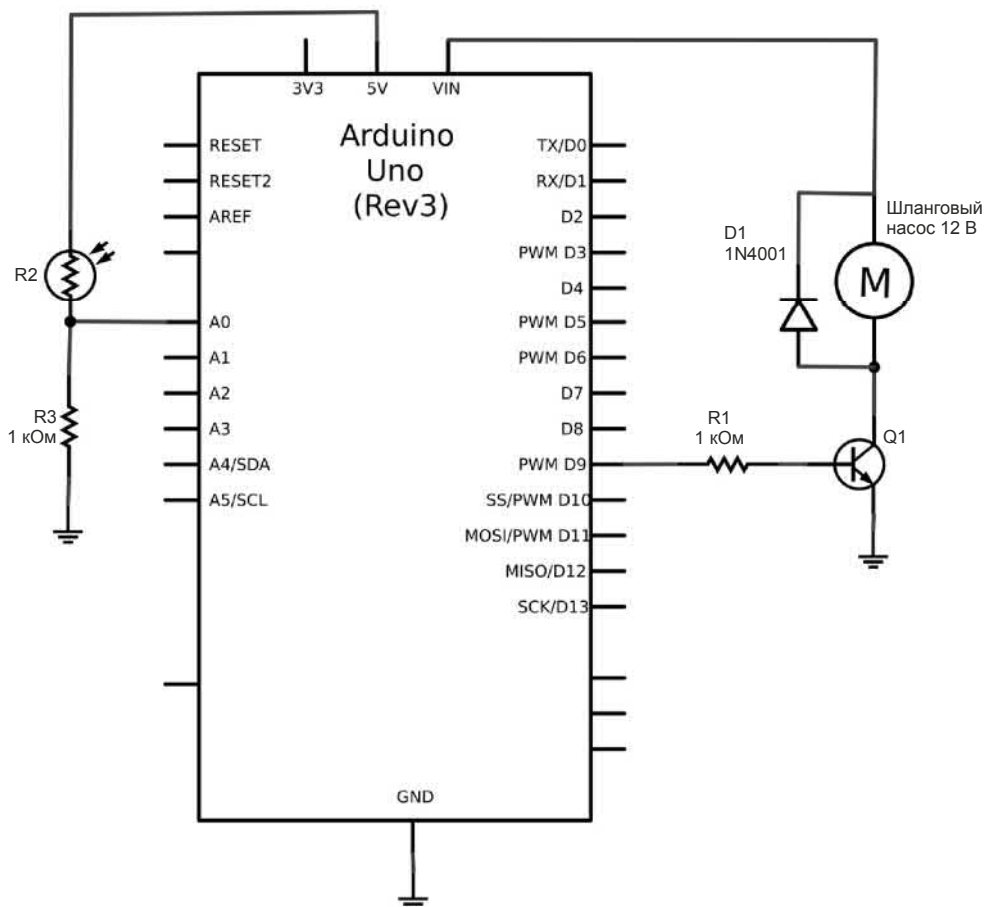 3V3
5V
VIN
Arduino
Uno
(Rev3)
RESET
RESET2
AREF
A0
A1
A2
A3
A4/SDA
A5/SCL
TX/D0
RX/D1
D2
PWM D3
D4
PWM D5
PWM D6
D7
D8
PWM D9
SS/PWM D10
MOSI/PWM D11
MISO/D12
SCK/D13
GND
R2
R3
1 кОм
D1
1N4001
Шланговый
насос 12 В
M
R1
1 кОм
Q1